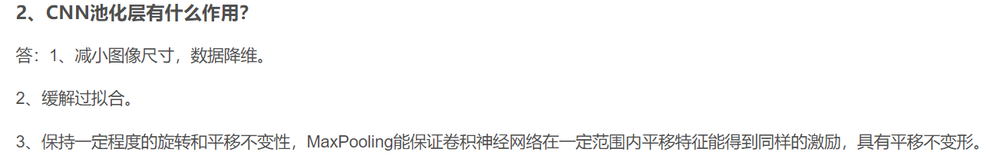 2、CNN池化层有什么作用？
答：1、减小图像尺寸，数据降维。
2、缓解过拟合。
3、保持一定程度的旋转和平移不变性，MaxPooling能保证卷积神经网络在一定范围内平移特征能得到同样的激励，具有平移不变形。